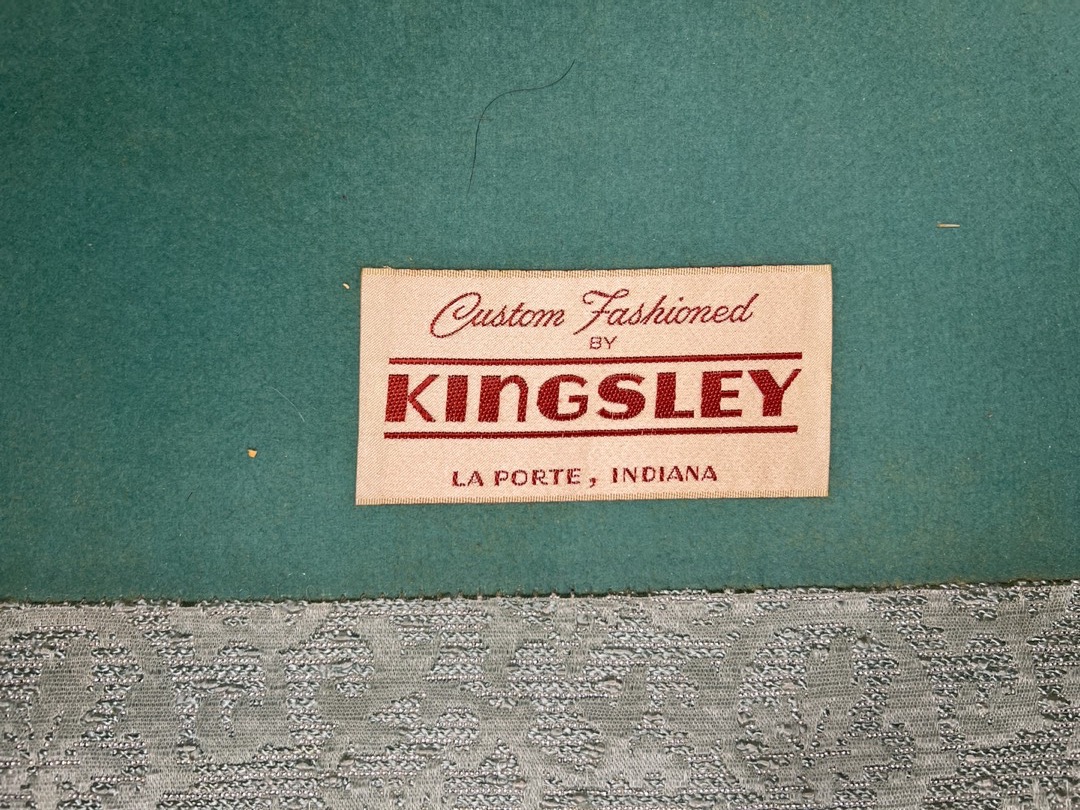 Custom Fashioned
BY
KINGSLEY
LA PORTE, INDIANA